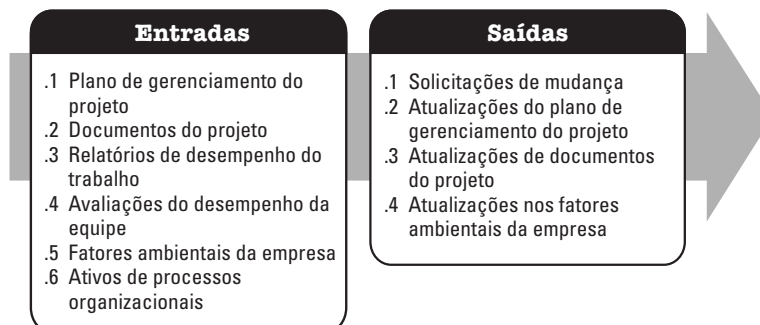 Entradas
.1 Plano de gerenciamento do
projeto
.2 Documentos do projeto
.3 Relatórios de desempenho do
trabalho
.4 Avaliações do desempenho da
equipe
.5 Fatores ambientais da empresa
.6 Ativos de processos
organizacionais
Saídas
.1 Solicitações de mudança
.2 Atualizações do plano de
gerenciamento do projeto
.3 Atualizações de documentos
do projeto
.4 Atualizações nos fatores
ambientais da empresa